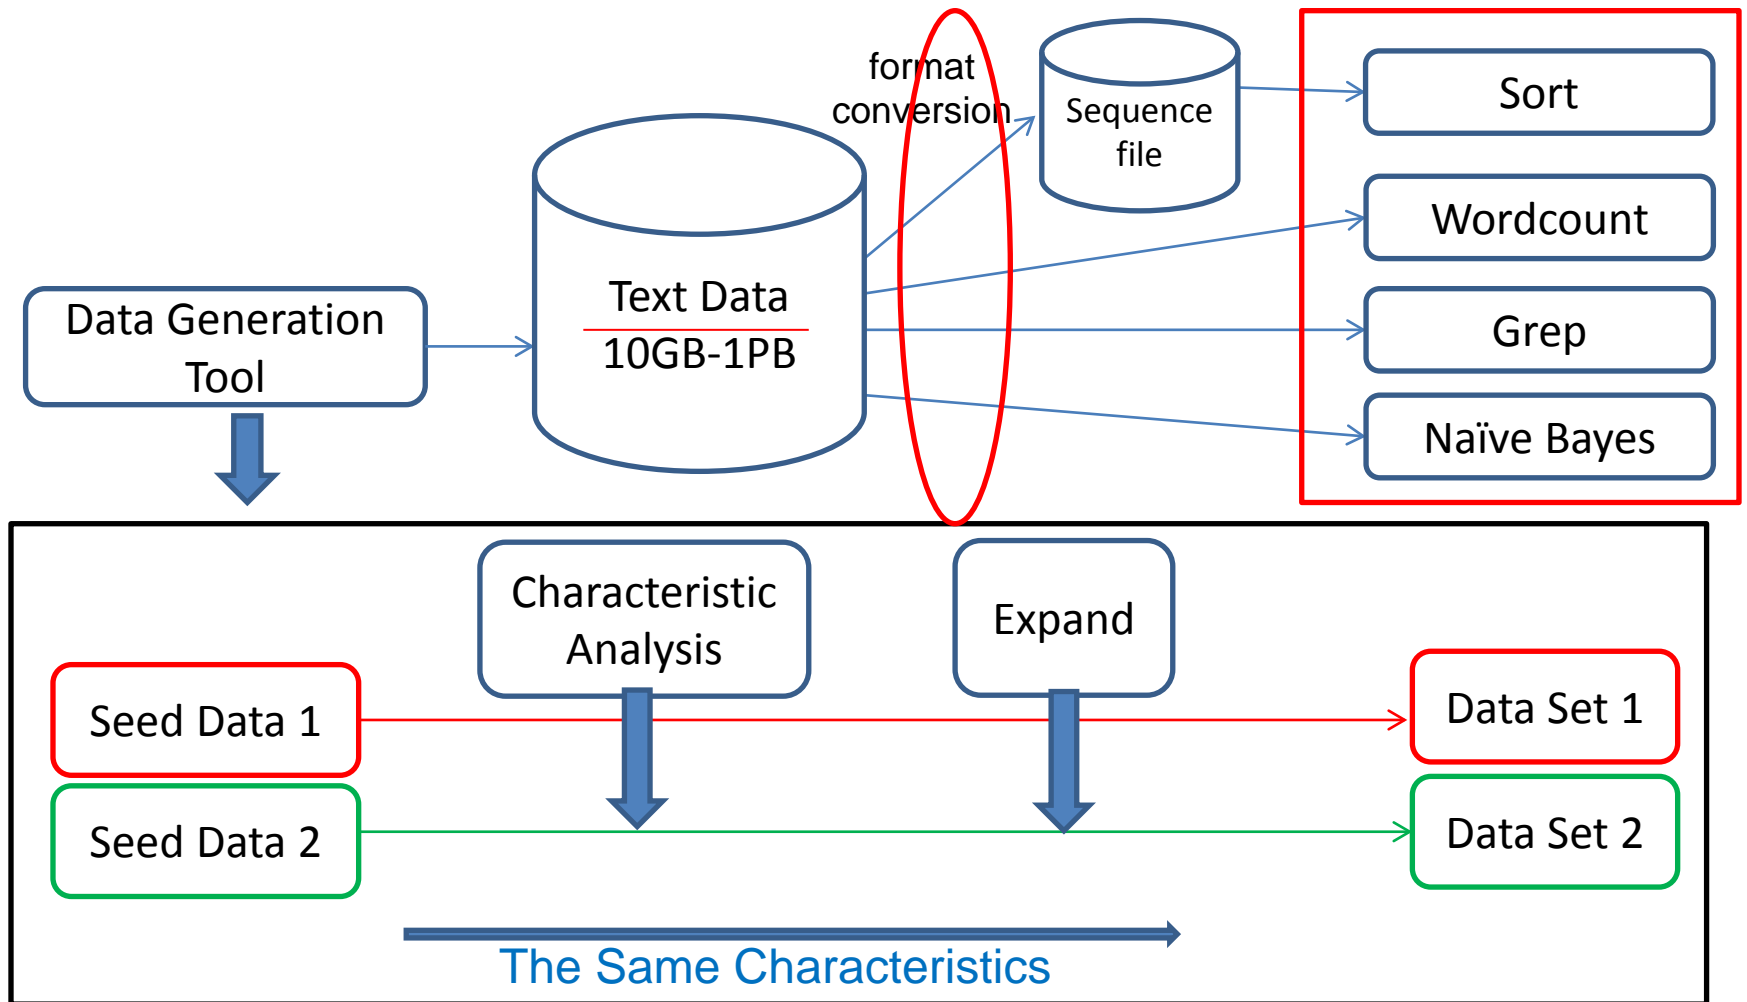 format
conversion
Sequence
file
Sort
Wordcount
Text Data
10GB-1PB
Data Generation
Tool
Grep
Naïve Bayes
Characteristic
Analysis
Expand
Seed Data 1
Data Set 1
Seed Data 2
Data Set 2
The Same Characteristics